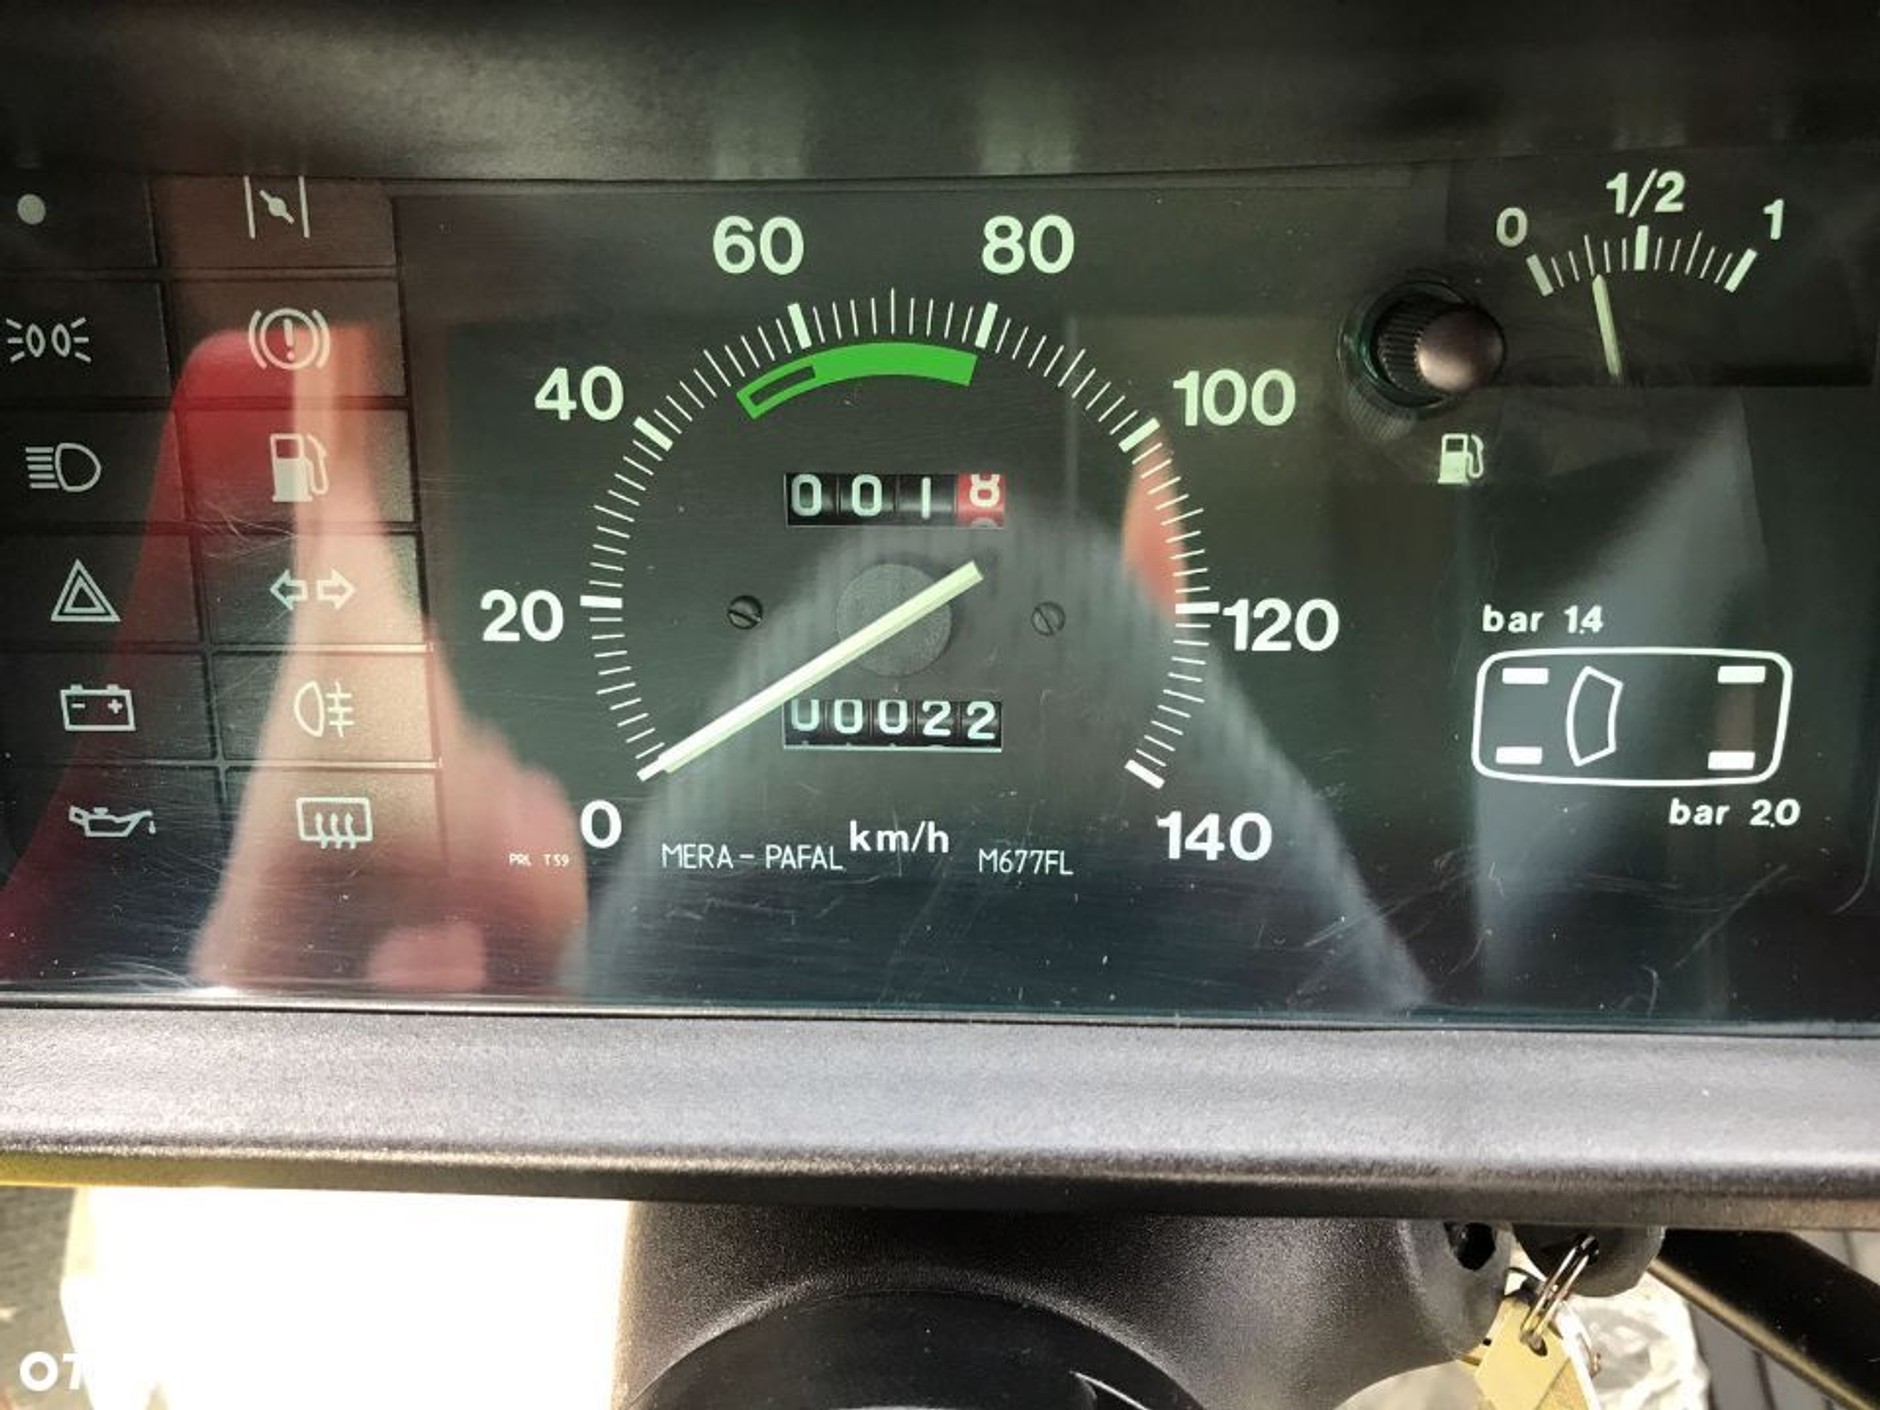 0 1/2 1
60 80
40 100
0018
20 120
bar 1.4
00022
0 140
km/h
MERA - PAFAL M677FL
PRL T59
bar 2.0